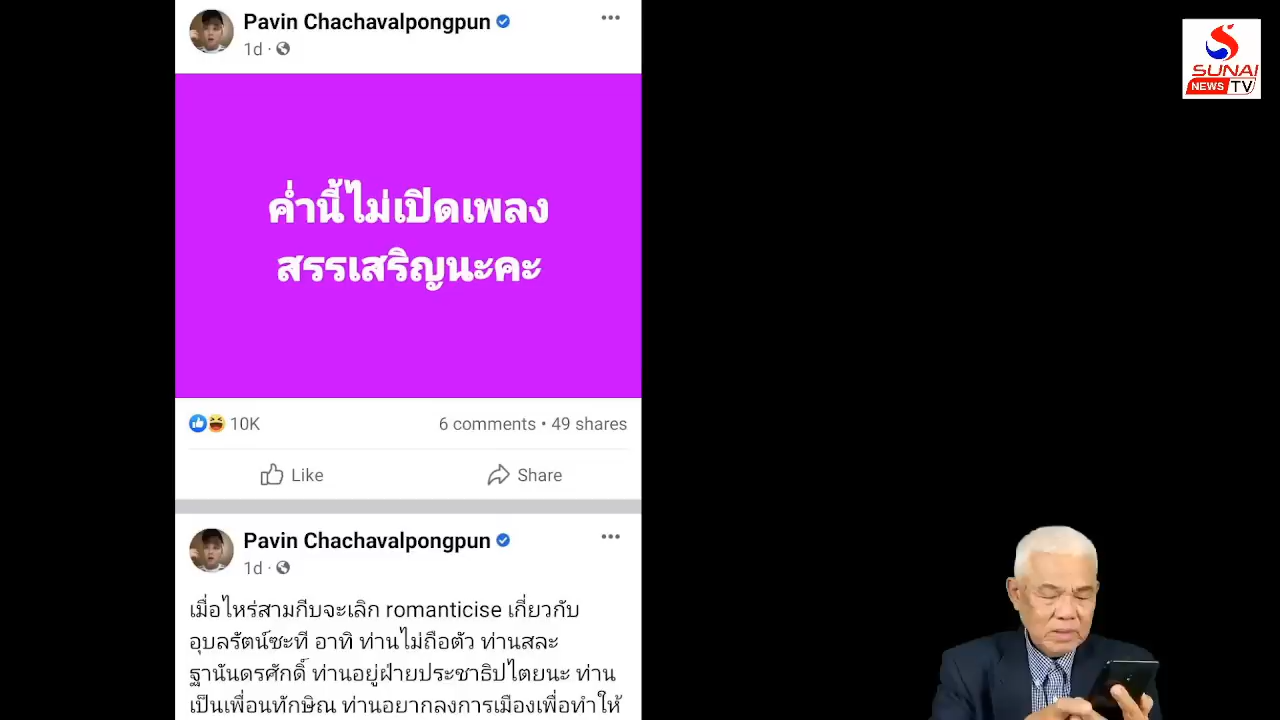 Pavin Chachavalpongpun
1d
ค่ำนี้ไม่เปิดเพลง
สรรเสริญนะคะ
10K
6 comments • 49 shares
Like
Share
Pavin Chachavalpongpun
1d
เมื่อไหร่สามกีบจะเลิก romanticise เกี่ยวกับ
อุบลรัตน์ซะที อาทิ ท่านไม่ถือตัว ท่านสละ
ฐานันดรศักดิ์ ท่านอยู่ฝ่ายประชาธิปไตยนะ ท่าน
เป็นเพื่อนทักษิณ ท่านอยากลงการเมืองเพื่อทำให้
SUNAI
NEWS TV